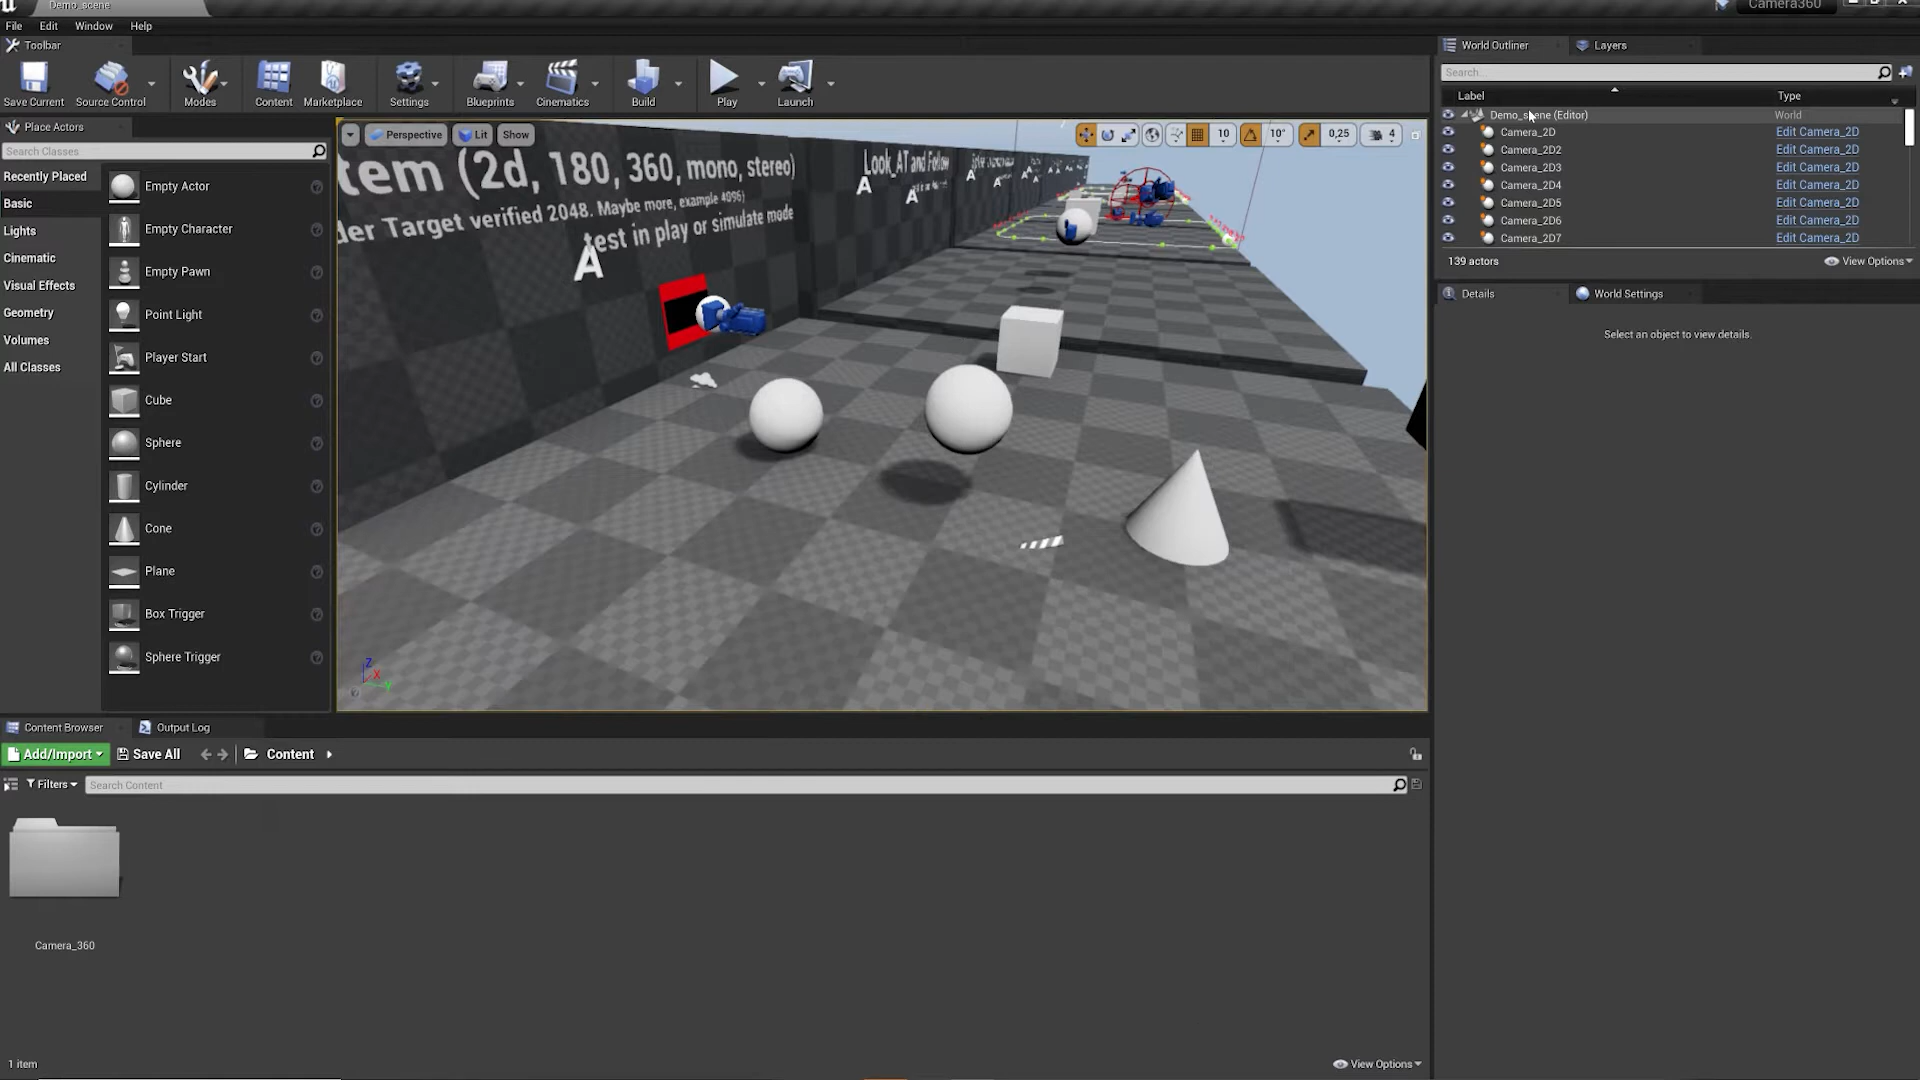 Demo_scene
Camera360
File Edit Window Help
Toolbar
Save Current
Source Control
Modes
Content
Marketplace
Settings
Blueprints
Cinematics
Build
Play
Launch
Place Actors
Search Classes
Recently Placed
Basic
Lights
Cinematic
Visual Effects
Geometry
Volumes
All Classes
Empty Actor
Empty Character
Empty Pawn
Point Light
Player Start
Cube
Sphere
Cylinder
Cone
Plane
Box Trigger
Sphere Trigger
Perspective
Lit
Show
10
10°
0,25
4
tem (2d, 180, 360, mono, stereo)
der Target verified 2048. Maybe more, example 4096)
test in play or simulate mode
A
Look_AT and Follow
A
A
A
A
Z
X
Y
World Outliner
Layers
Search...
Label
Type
Demo_scene (Editor) World
Camera_2D Edit Camera_2D
Camera_2D2 Edit Camera_2D
Camera_2D3 Edit Camera_2D
Camera_2D4 Edit Camera_2D
Camera_2D5 Edit Camera_2D
Camera_2D6 Edit Camera_2D
Camera_2D7 Edit Camera_2D
139 actors
View Options
Details
World Settings
Select an object to view details.
Content Browser
Output Log
Add/Import
Save All
Content
Filters
Search Content
Camera_360
1 item
View Options